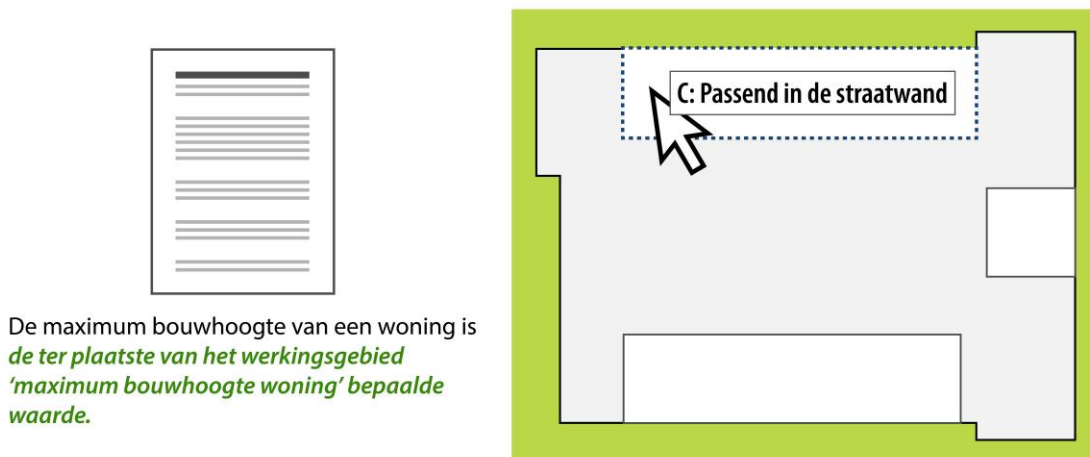 C: Passend in de straatwand
De maximum bouwhoogte van een woning is
de ter plaatste van het werkingsgebied
‘maximum bouwhoogte woning’ bepaalde
waarde.